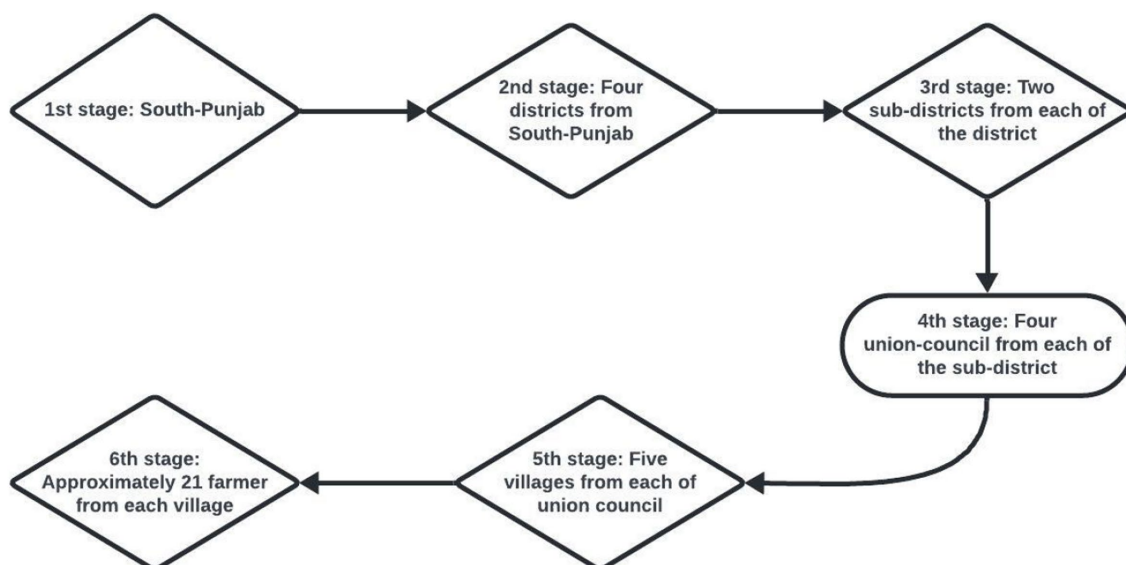 1st stage: South-Punjab
2nd stage: Four
districts from
South-Punjab
3rd stage: Two
sub-districts from each of
the district
4th stage: Four
union-council from each of
the sub-district
5th stage: Five
villages from each of
union council
6th stage:
Approximately 21 farmer
from each village